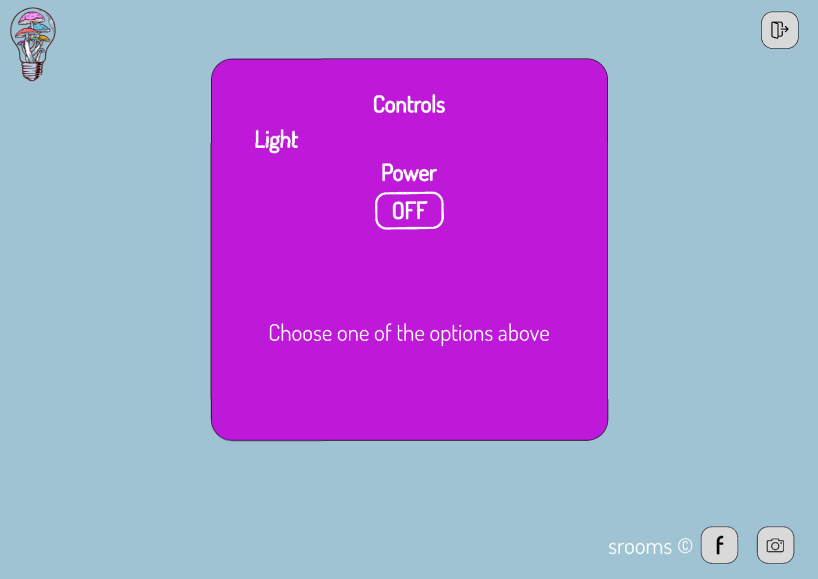 Controls
Light
Power
OFF
Choose one of the options above
srooms ©
f